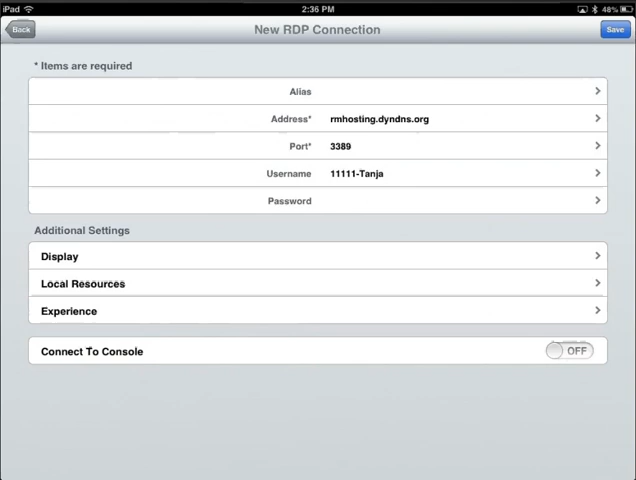 iPad 2:36 PM 48%
Back New RDP Connection Save
* Items are required
Alias
Address* rmhosting.dyndns.org
Port* 3389
Username 11111-Tanja
Password
Additional Settings
Display
Local Resources
Experience
Connect To Console OFF